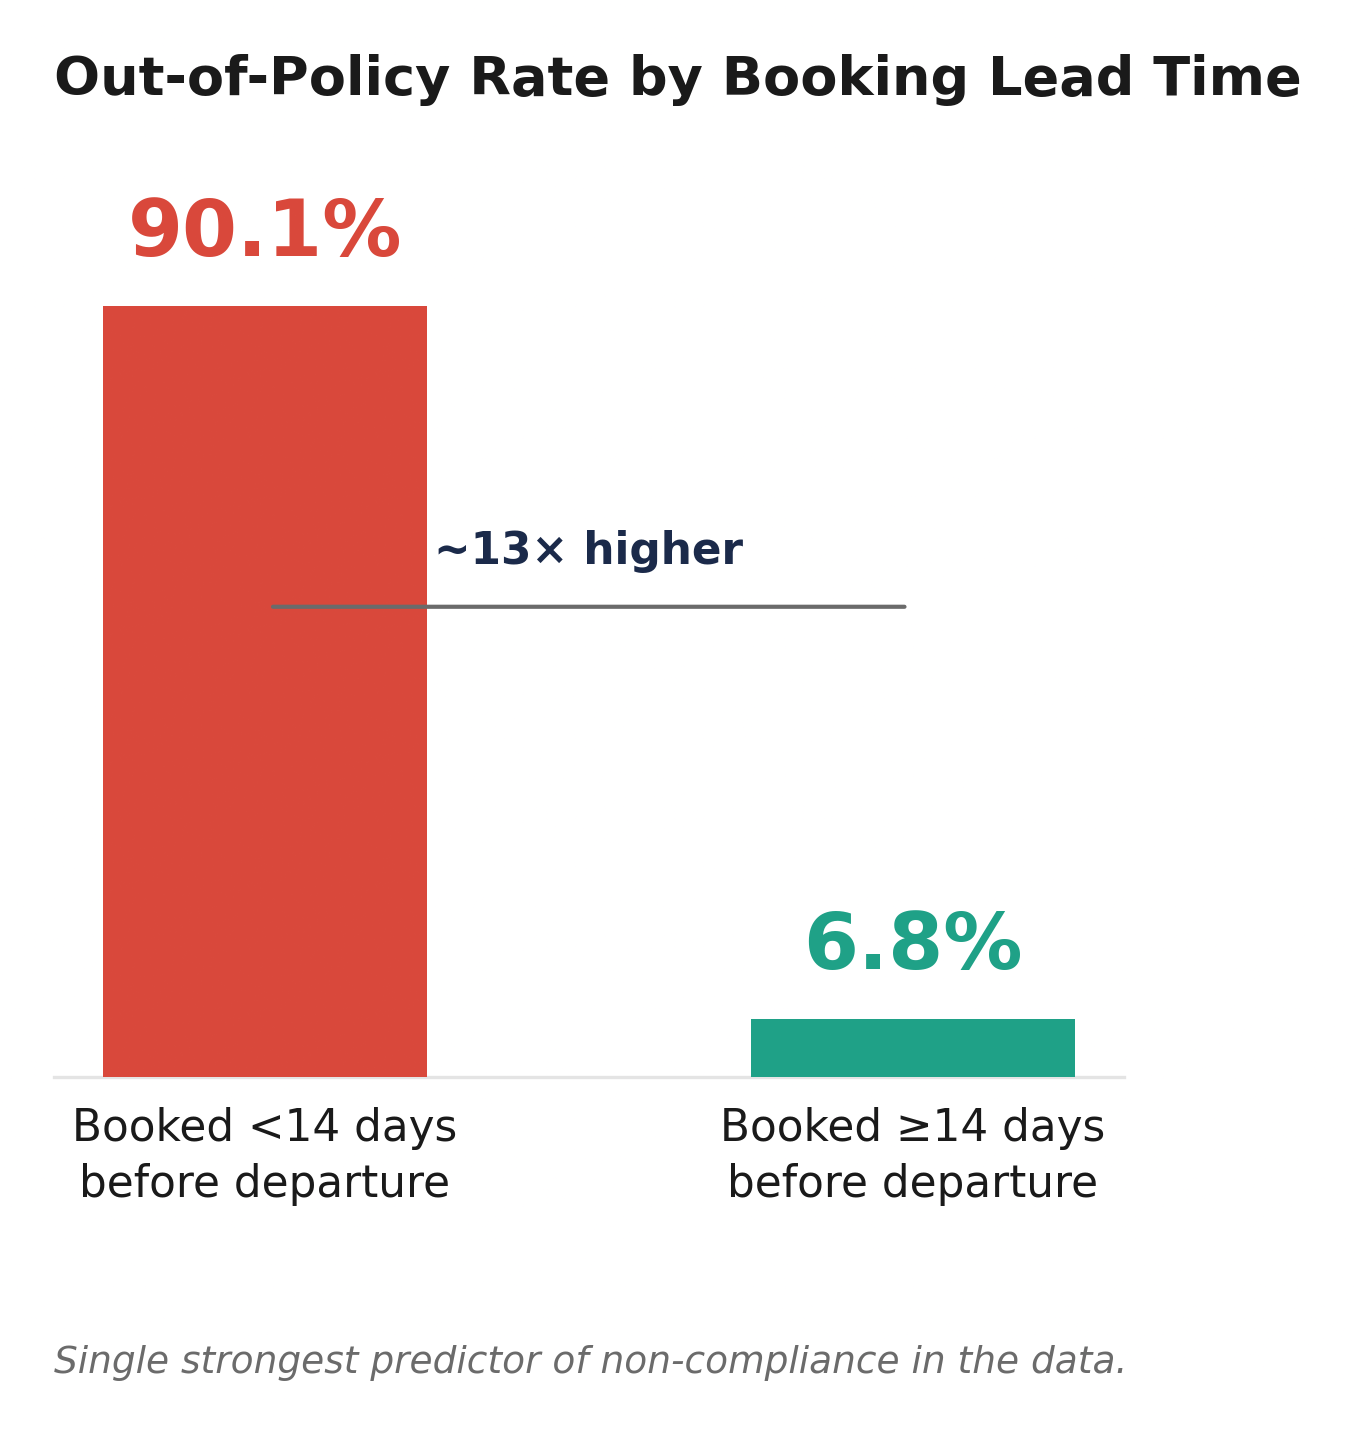 Out-of-Policy Rate by Booking Lead Time
90.1%
~13× higher
6.8%
Booked <14 days
before departure
Booked ≥14 days
before departure
Single strongest predictor of non-compliance in the data.